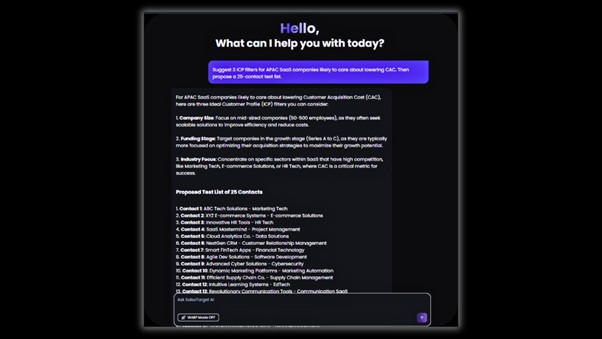 Hello,
What can I help you with today?
Suggest 3 ICP filters for APAC SaaS companies likely to care about lowering CAC. Then
propose a 25-contact test list.
For APAC SaaS companies likely to care about lowering Customer Acquisition Cost (CAC),
here are three Ideal Customer Profile (ICP) filters you can consider:
1. Company Size: Focus on mid-sized companies (50-500 employees), as they often seek
scalable solutions to improve efficiency and reduce costs.
2. Funding Stage: Target companies in the growth stage (Series A to C), as they are typically
more focused on optimizing their acquisition strategies to maximize their growth potential.
3. Industry Focus: Concentrate on specific sectors within SaaS that have high competition,
like Marketing Tech, E-commerce Solutions, or HR Tech, where CAC is a critical metric for
success.
Proposed Test List of 25 Contacts
1. Contact 1: ABC Tech Solutions - Marketing Tech
2. Contact 2: XYZ E-commerce Systems - E-commerce Solutions
3. Contact 3: Innovative HR Tools - HR Tech
4. Contact 4: SaaS Mastermind - Project Management
5. Contact 5: Cloud Analytics Co. - Data Solutions
6. Contact 6: NextGen CRM - Customer Relationship Management
7. Contact 7: Smart FinTech Apps - Financial Technology
8. Contact 8: Agile Dev Solutions - Software Development
9. Contact 9: Advanced Cyber Solutions - Cybersecurity
10. Contact 10: Dynamic Marketing Platforms - Marketing Automation
11. Contact 11: Efficient Supply Chain Co. - Supply Chain Management
12. Contact 12: Intuitive Learning Systems - EdTech
13. Contact 13: Revolutionary Communication Tools - Communication SaaS
Ask SalesTarget AI
WARP Mode OFF